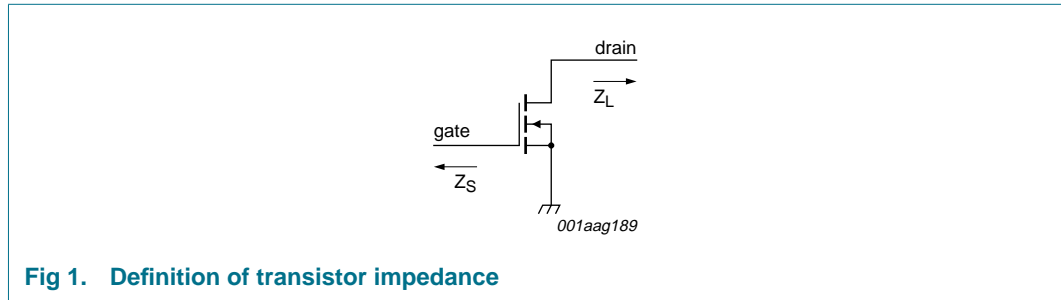 drain
Z_L
gate
Z_S
001aag189
Fig 1. Definition of transistor impedance